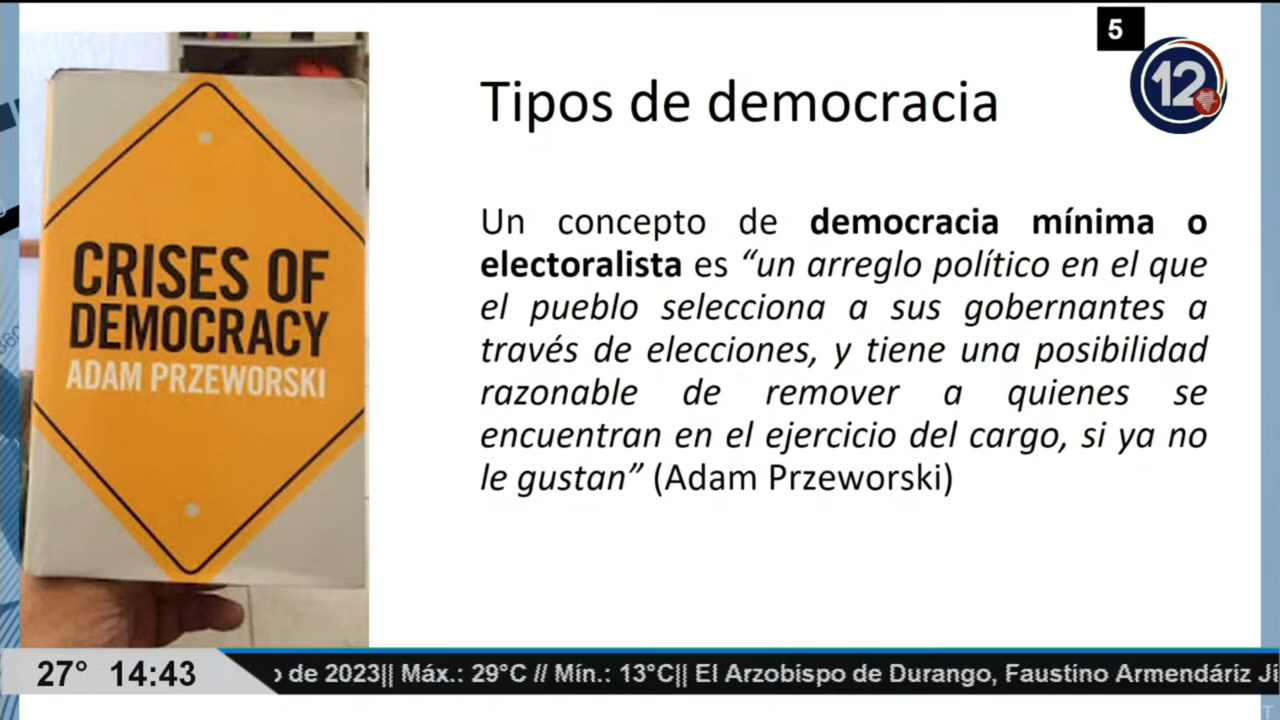 5
12
Tipos de democracia
CRISES OF
DEMOCRACY
ADAM PRZEWORSKI
Un concepto de democracia mínima o
electoralista es “un arreglo político en el que
el pueblo selecciona a sus gobernantes a
través de elecciones, y tiene una posibilidad
razonable de remover a quienes se
encuentran en el ejercicio del cargo, si ya no
le gustan” (Adam Przeworski)
27° 14:43
de 2023|| Máx.: 29°C // Mín.: 13°C|| El Arzobispo de Durango, Faustino Armendáriz Jí